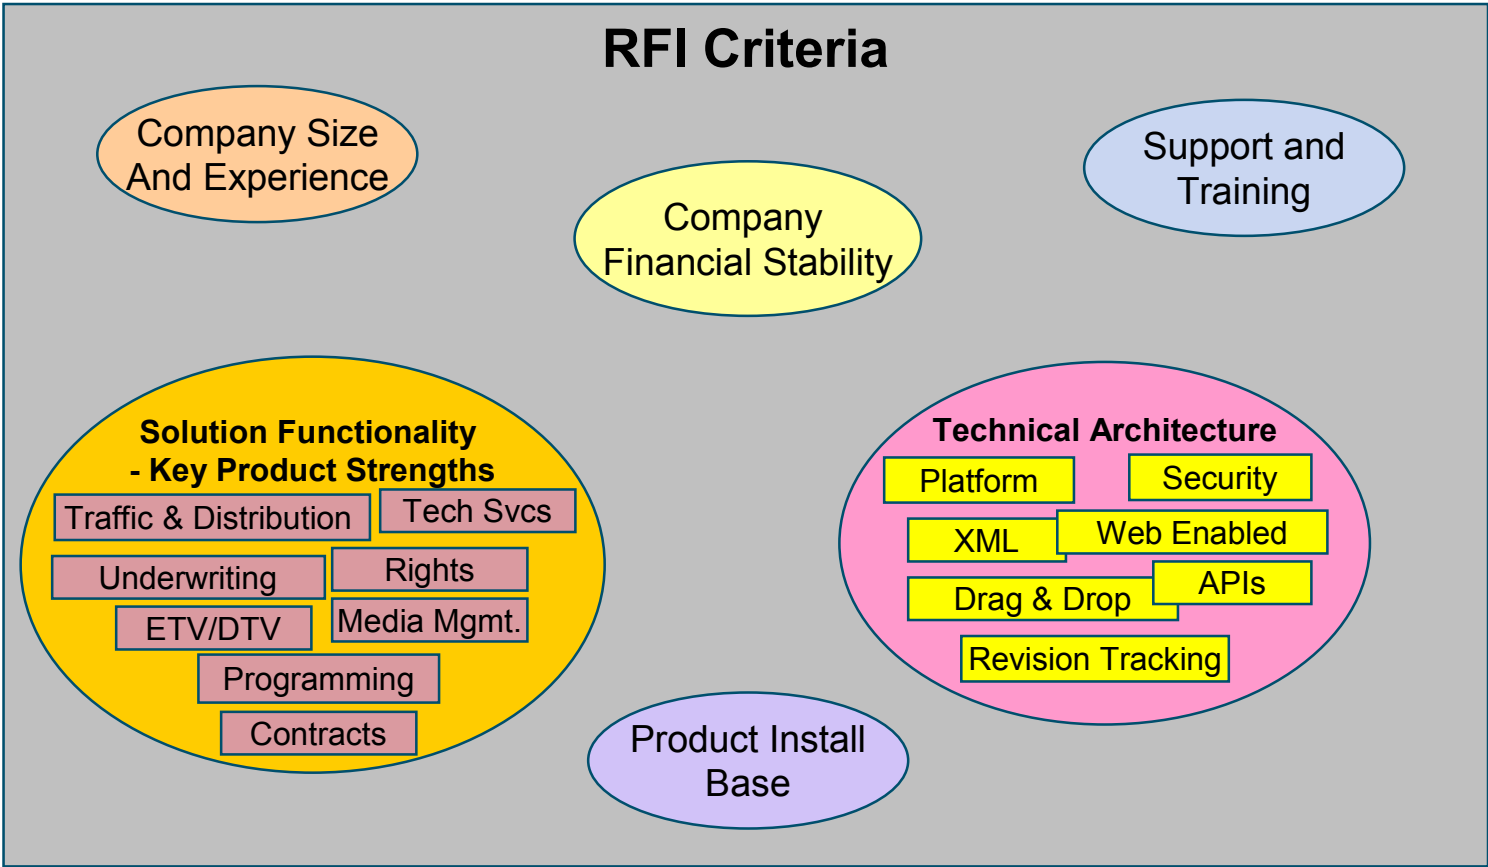 RFI Criteria
Company Size
And Experience
Company
Financial Stability
Support and
Training
Solution Functionality
- Key Product Strengths
Traffic & Distribution
Tech Svcs
Underwriting
Rights
ETV/DTV
Media Mgmt.
Programming
Contracts
Technical Architecture
Platform
Security
XML
Web Enabled
Drag & Drop
APIs
Revision Tracking
Product Install
Base